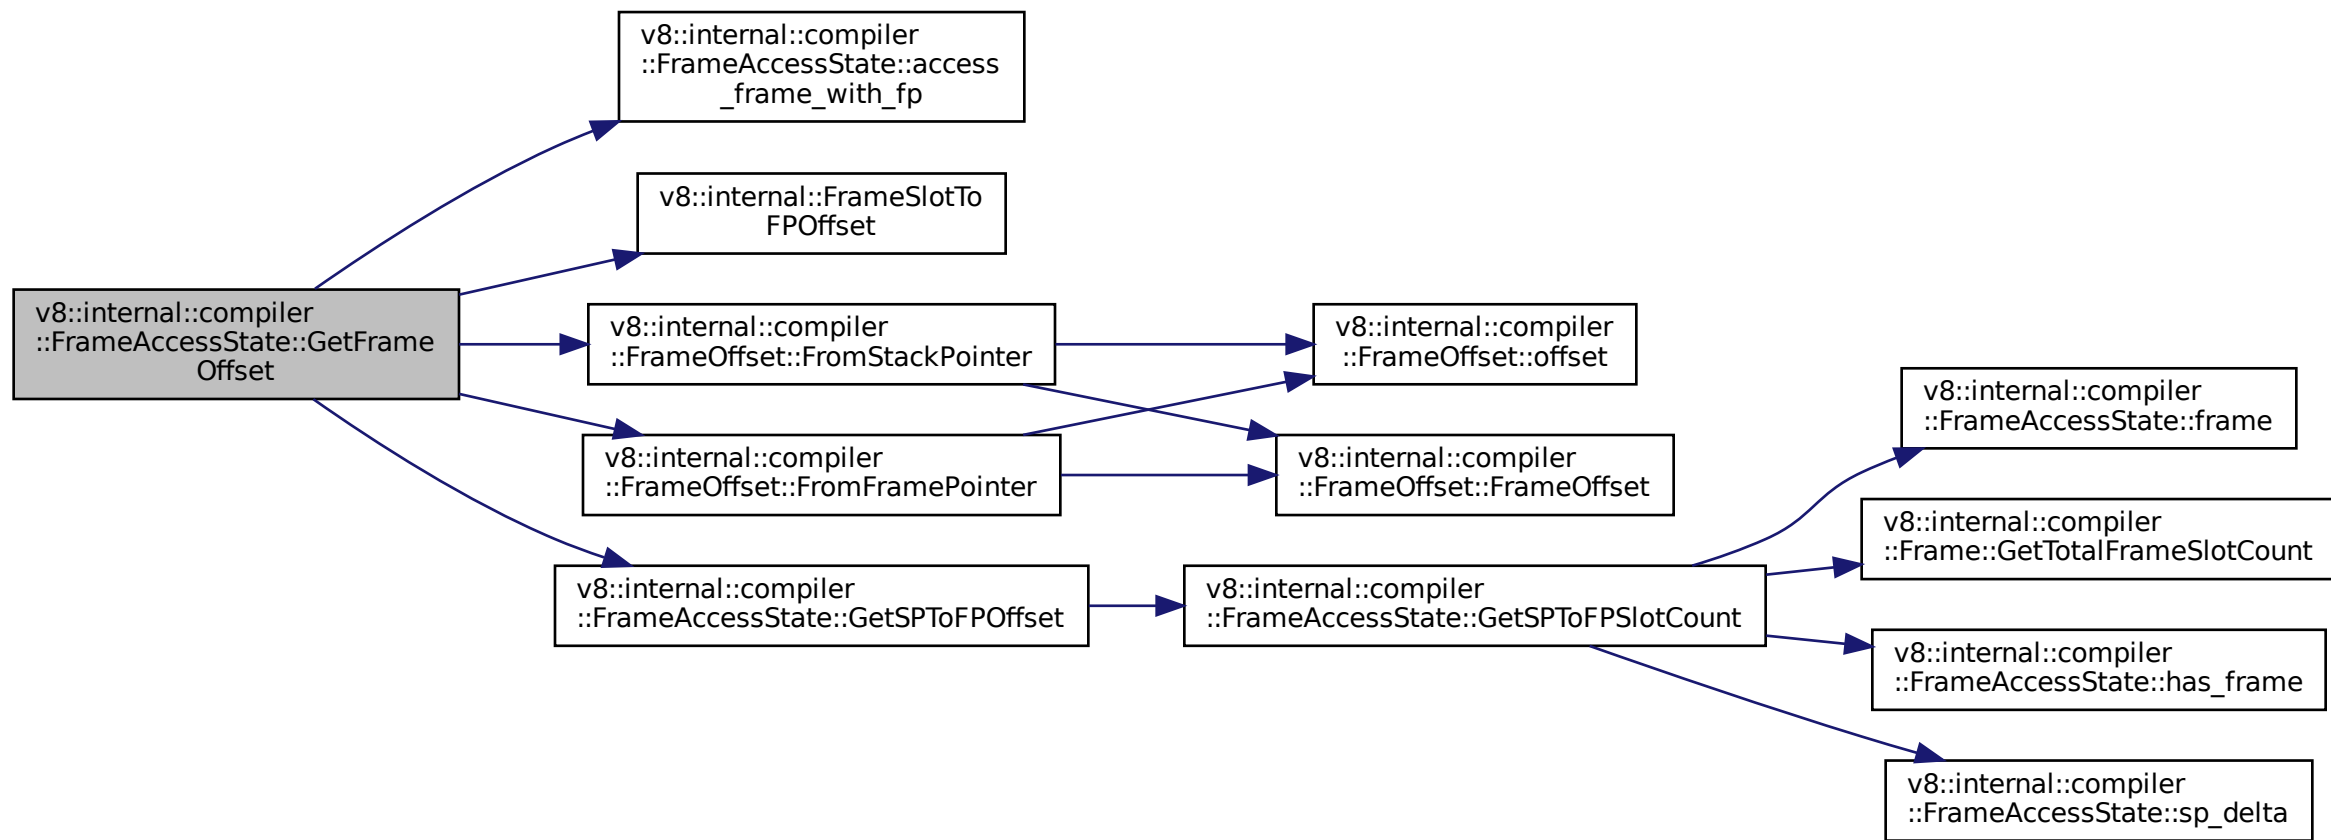 v8::internal::compiler
::FrameAccessState::access
_frame_with_fp
v8::internal::FrameSlotTo
FPOffset
v8::internal::compiler
::FrameAccessState::GetFrame
Offset
v8::internal::compiler
::FrameOffset::FromStackPointer
v8::internal::compiler
::FrameOffset::offset
v8::internal::compiler
::FrameAccessState::frame
v8::internal::compiler
::FrameOffset::FromFramePointer
v8::internal::compiler
::FrameOffset::FrameOffset
v8::internal::compiler
::Frame::GetTotalFrameSlotCount
v8::internal::compiler
::FrameAccessState::GetSPToFPOffset
v8::internal::compiler
::FrameAccessState::GetSPToFPSlotCount
v8::internal::compiler
::FrameAccessState::has_frame
v8::internal::compiler
::FrameAccessState::sp_delta